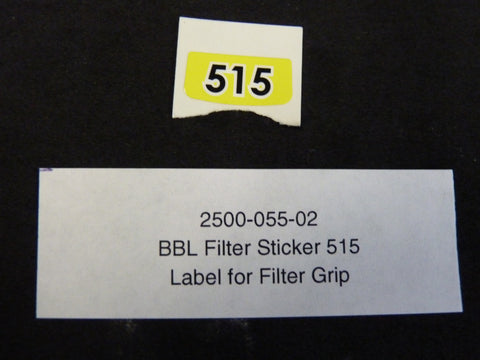 515
2500-055-02
BBL Filter Sticker 515
Label for Filter Grip